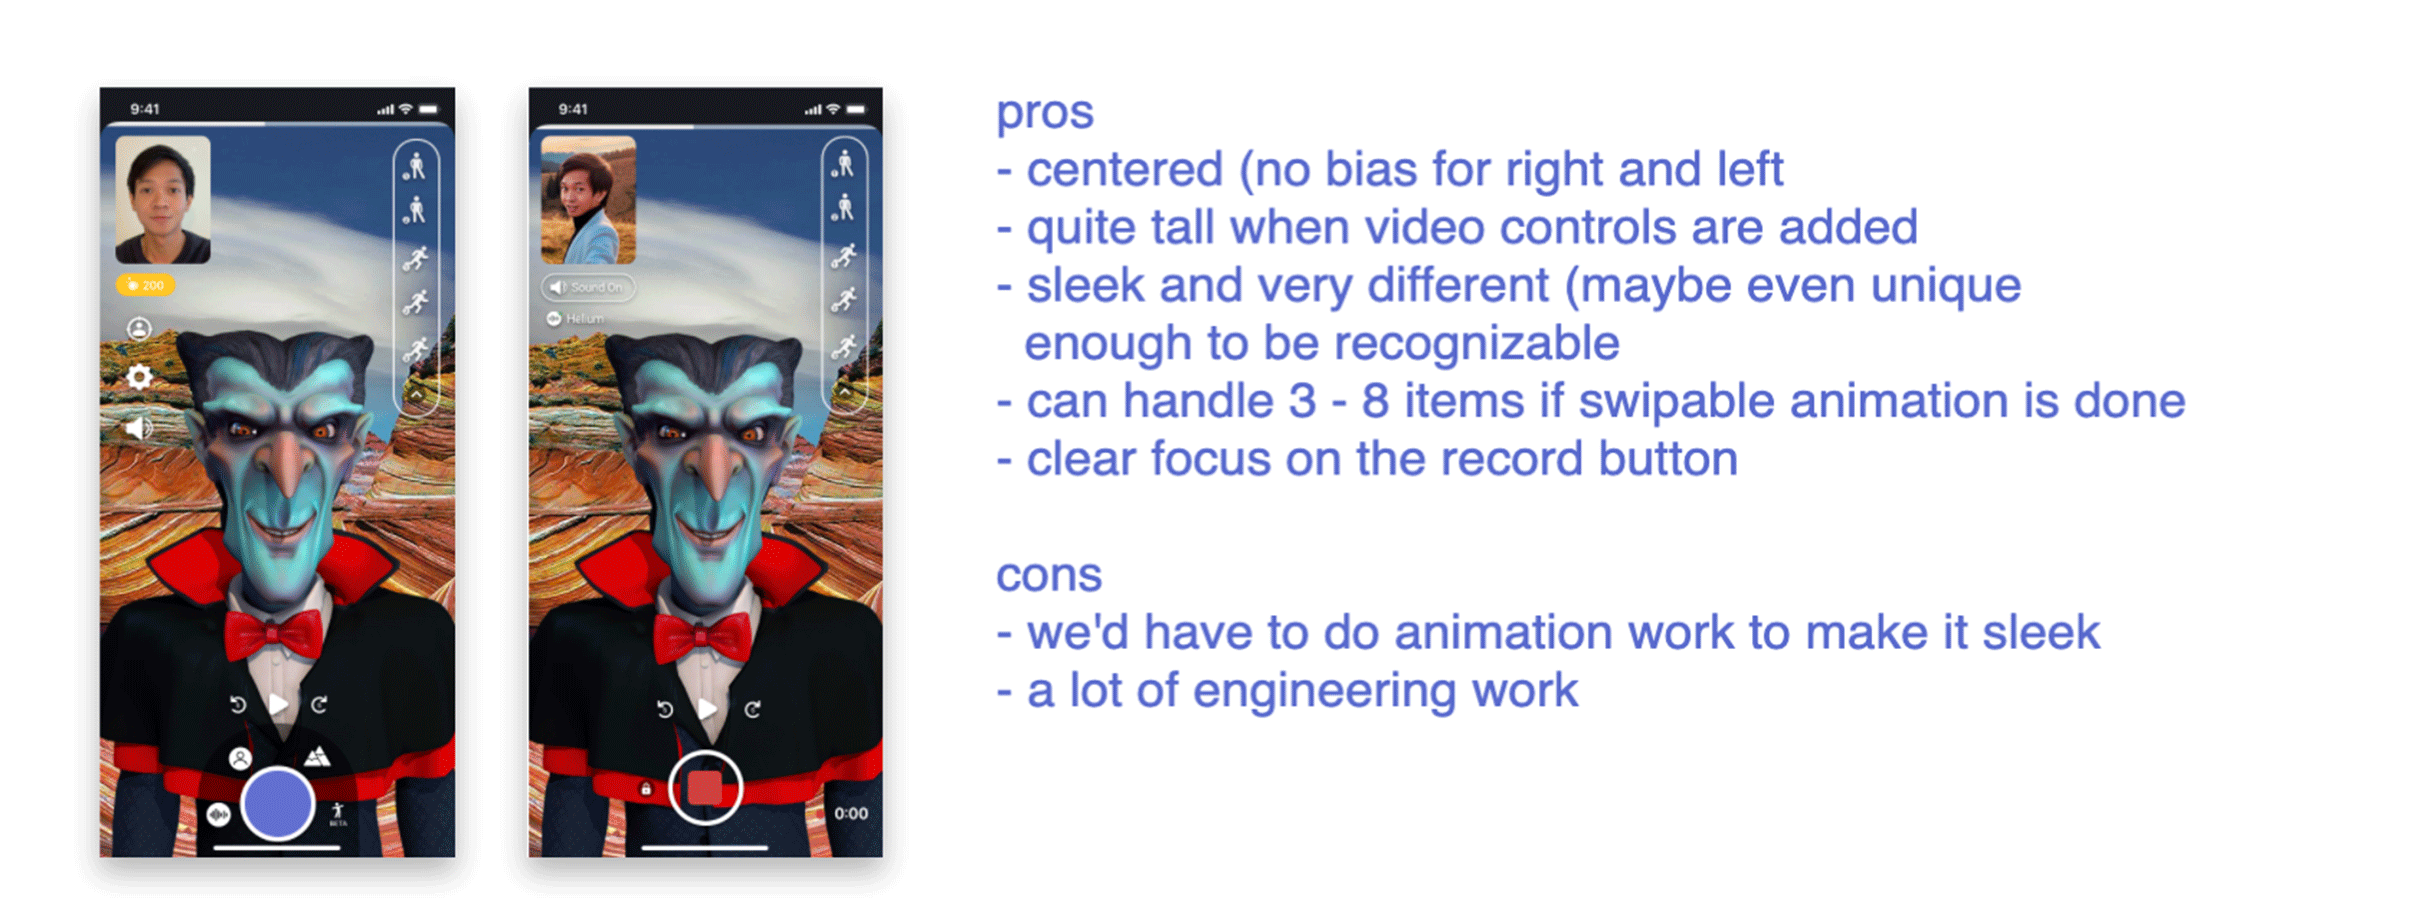 9:41
200
BETA
9:41
Sound On
Helium
0:00
pros
- centered (no bias for right and left
- quite tall when video controls are added
- sleek and very different (maybe even unique
enough to be recognizable
- can handle 3 - 8 items if swipable animation is done
- clear focus on the record button
cons
- we'd have to do animation work to make it sleek
- a lot of engineering work